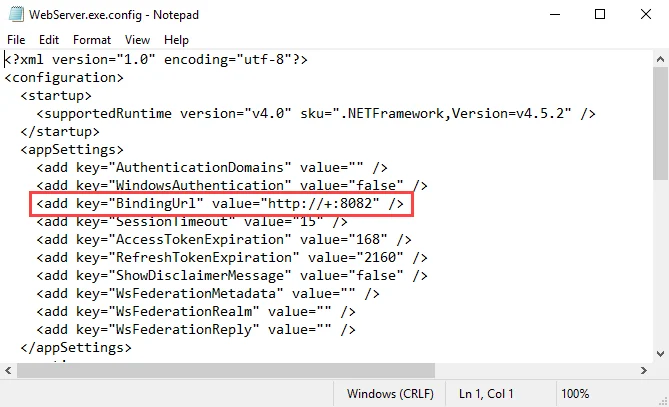 WebServer.exe.config - Notepad
File Edit Format View Help
<?xml version="1.0" encoding="utf-8"?>
<configuration>
<startup>
<supportedRuntime version="v4.0" sku=".NETFramework,Version=v4.5.2" />
</startup>
<appSettings>
<add key="AuthenticationDomains" value="" />
<add key="WindowsAuthentication" value="false" />
<add key="BindingUrl" value="http://+:8082" />
<add key="SessionTimeout" value="15" />
<add key="AccessTokenExpiration" value="168" />
<add key="RefreshTokenExpiration" value="2160" />
<add key="ShowDisclaimerMessage" value="false" />
<add key="WsFederationMetadata" value="" />
<add key="WsFederationRealm" value="" />
<add key="WsFederationReply" value="" />
</appSettings>
Windows (CRLF) Ln 1, Col 1 100%